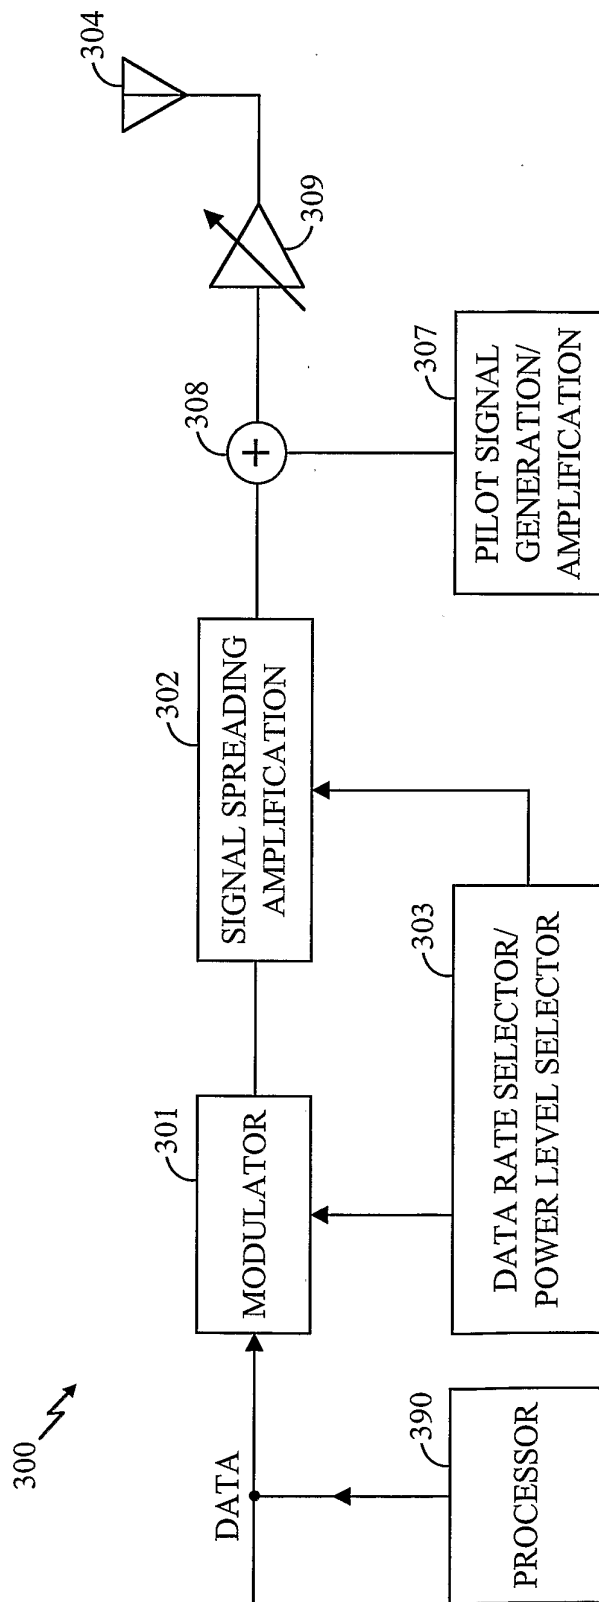 300
DATA
PROCESSOR
390
MODULATOR
301
DATA RATE SELECTOR/
POWER LEVEL SELECTOR
303
SIGNAL SPREADING
AMPLIFICATION
302
308
+
PILOT SIGNAL
GENERATION/
AMPLIFICATION
307
309
304